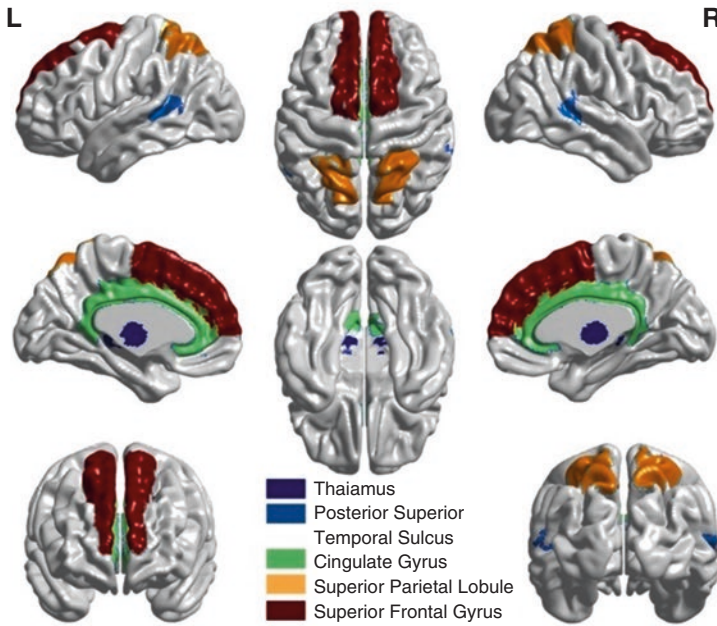 L
R
Thaiamus
Posterior Superior
Temporal Sulcus
Cingulate Gyrus
Superior Parietal Lobule
Superior Frontal Gyrus